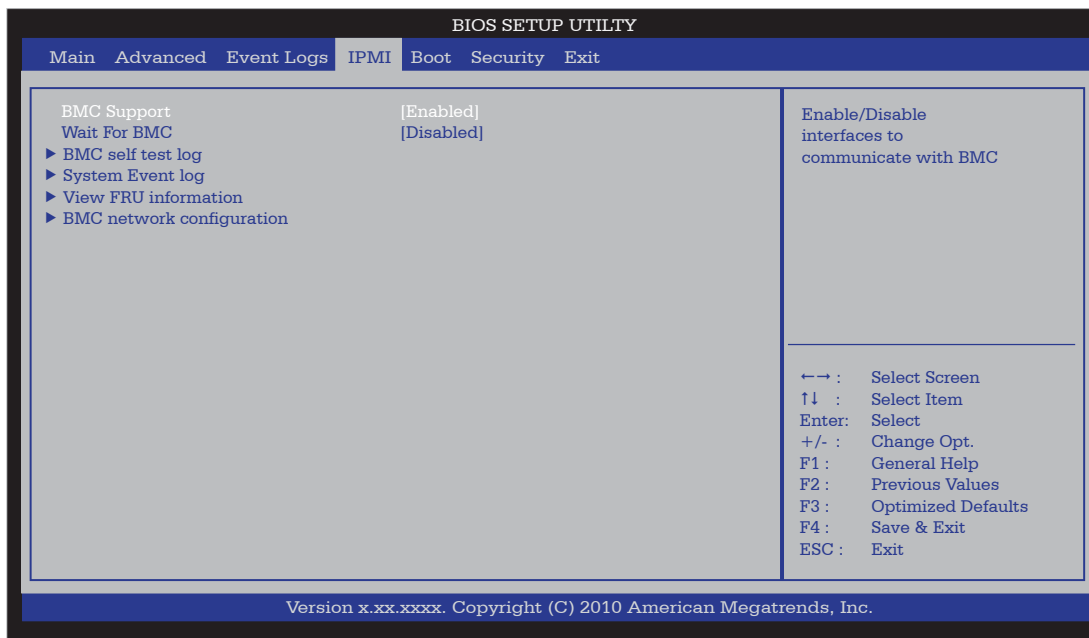 BIOS SETUP UTILTY
Main Advanced Event Logs IPMI Boot Security Exit
BMC Support [Enabled]
Wait For BMC [Disabled]
▶ BMC self test log
▶ System Event log
▶ View FRU information
▶ BMC network configuration
Enable/Disable
interfaces to
communicate with BMC
←→ : Select Screen
↑↓ : Select Item
Enter: Select
+/- : Change Opt.
F1 : General Help
F2 : Previous Values
F3 : Optimized Defaults
F4 : Save & Exit
ESC : Exit
Version x.xx.xxxx. Copyright (C) 2010 American Megatrends, Inc.